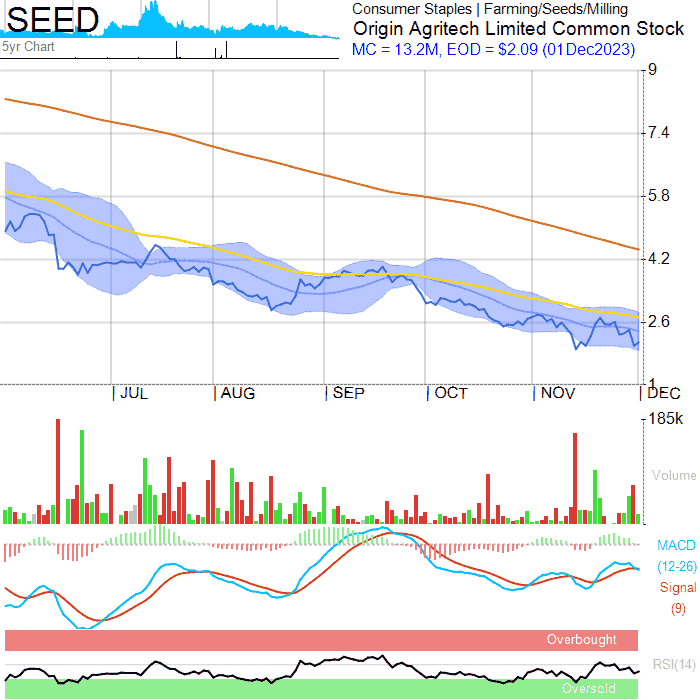 SEED
5yr Chart
Consumer Staples | Farming/Seeds/Milling
Origin Agritech Limited Common Stock
MC = 13.2M, EOD = $2.09 (01Dec2023)
9
7.4
5.8
4.2
2.6
1
JUL AUG SEP OCT NOV DEC
185k
Volume
MACD
(12-26)
Signal
(9)
Overbought
RSI(14)
Oversold